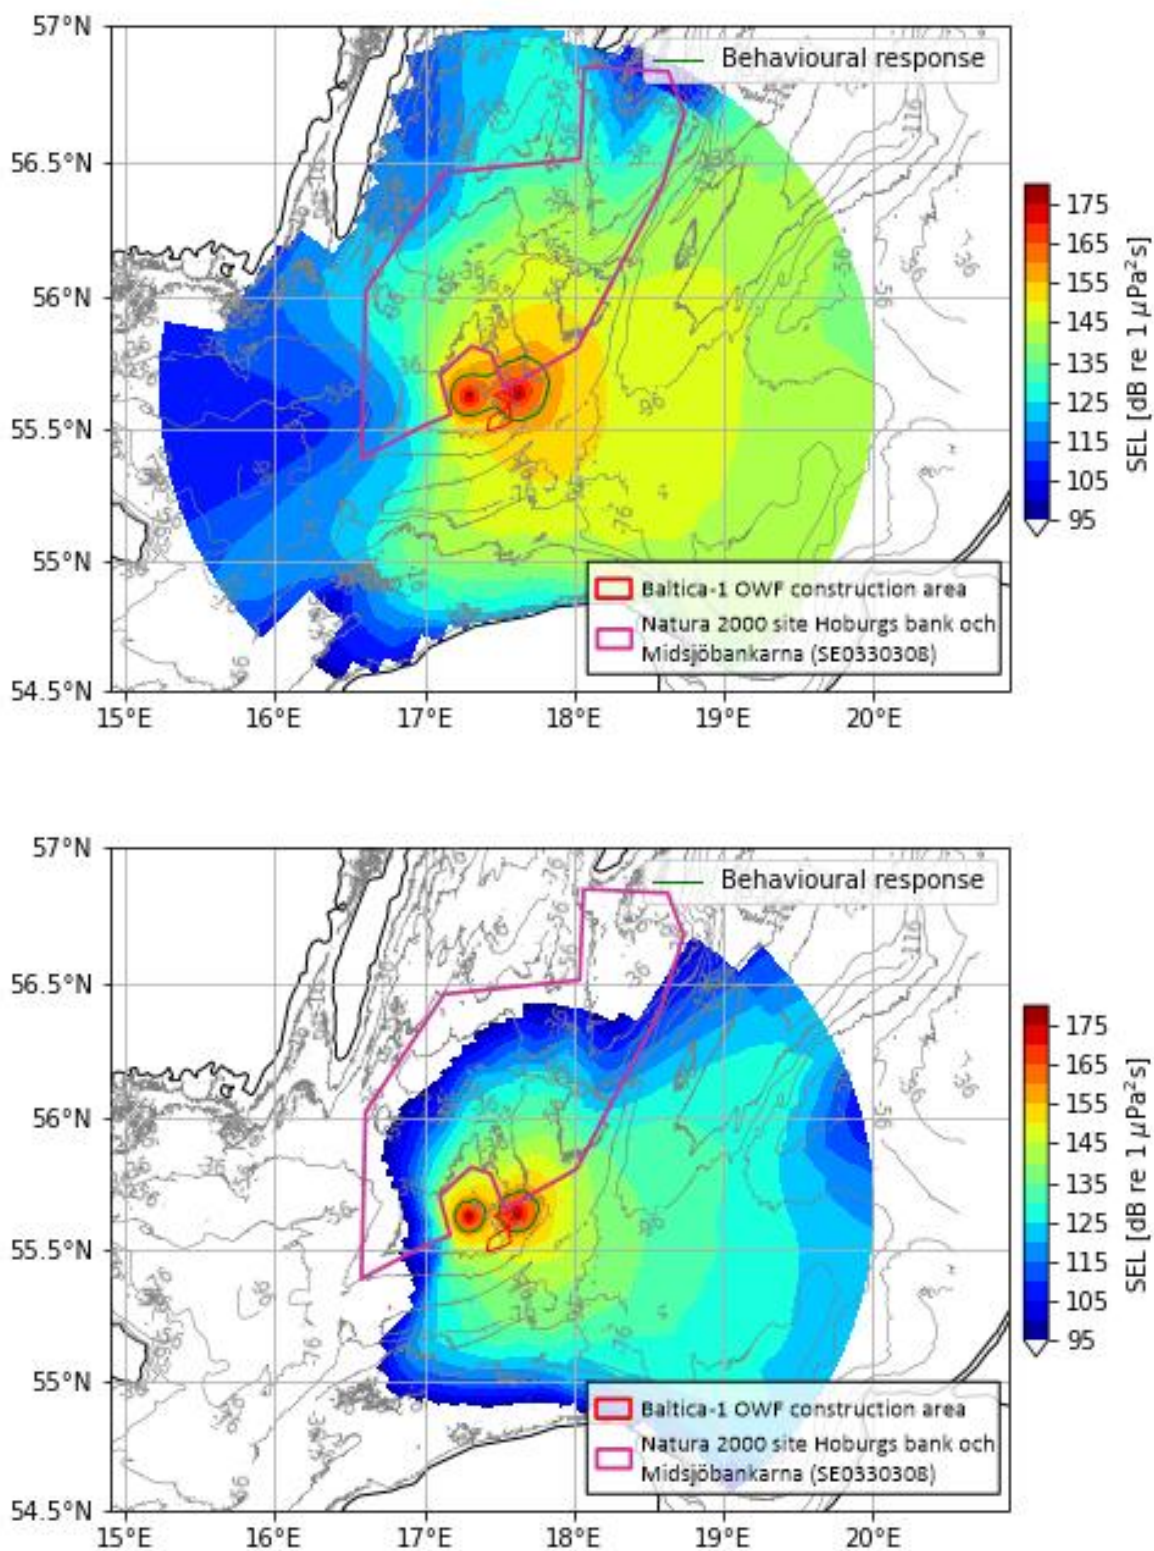 57°N
Behavioural response
56.5°N
56°N
55.5°N
55°N
54.5°N
175
165
155
145
135
125
115
105
95
SEL [dB re 1 μPa²s]
Baltica-1 OWF construction area
Natura 2000 site Hoburgs bank och
Midsjöbankarna (SE0330308)
15°E 16°E 17°E 18°E 19°E 20°E
57°N
Behavioural response
56.5°N
56°N
55.5°N
55°N
54.5°N
175
165
155
145
135
125
115
105
95
SEL [dB re 1 μPa²s]
Baltica-1 OWF construction area
Natura 2000 site Hoburgs bank och
Midsjöbankarna (SE0330308)
15°E 16°E 17°E 18°E 19°E 20°E